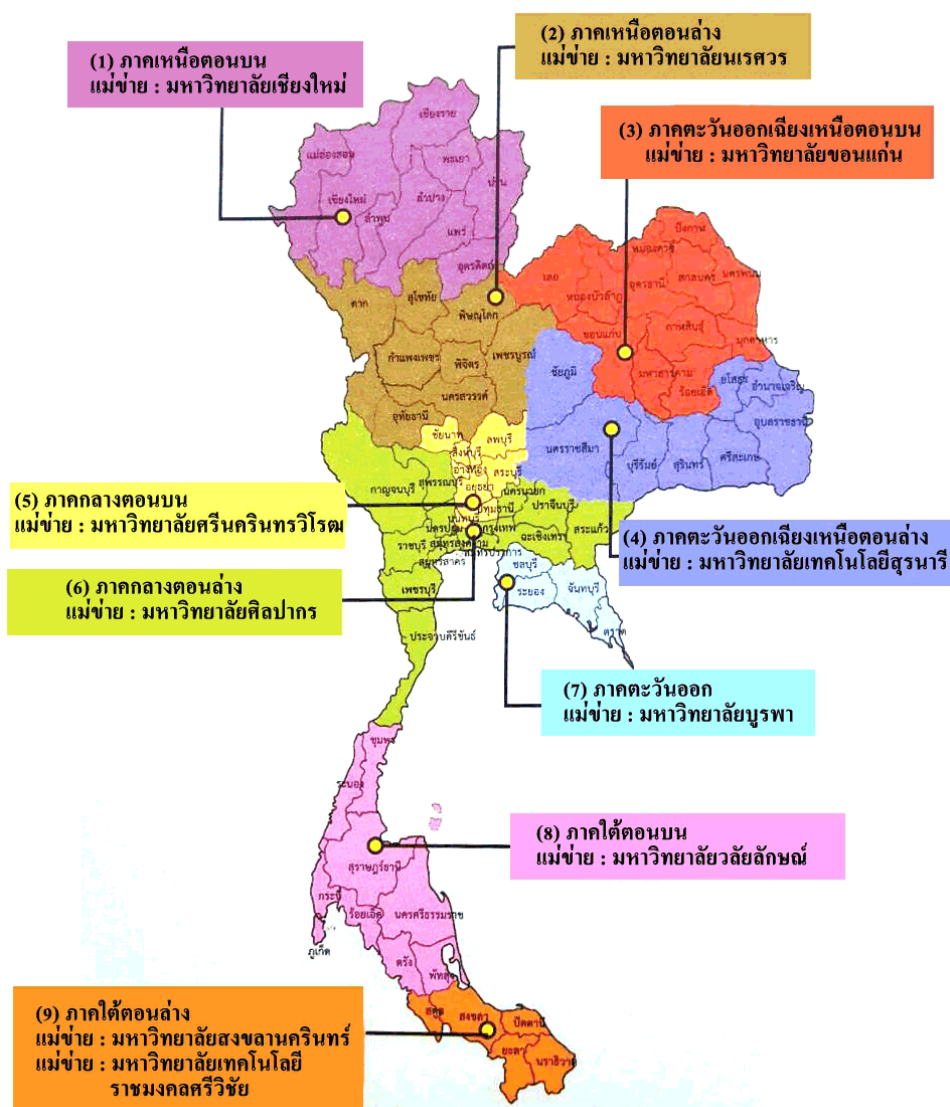 (1) ภาคเหนือตอนบน
แม่ข่าย : มหาวิทยาลัยเชียงใหม่
(2) ภาคเหนือตอนล่าง
แม่ข่าย : มหาวิทยาลัยนเรศวร
(3) ภาคตะวันออกเฉียงเหนือตอนบน
แม่ข่าย : มหาวิทยาลัยขอนแก่น
เชียงราย
แม่ฮ่องสอน
พะเยา
น่าน
เชียงใหม่
ลำปาง
ลำพูน
แพร่
อุตรดิตถ์
บึงกาฬ
หนองคาย
เลย
สกลนคร
นครพนม
อุดรธานี
หนองบัวลำภู
ตาก
สุโขทัย
พิษณุโลก
ขอนแก่น
กาฬสินธุ์
มุกดาหาร
กำแพงเพชร
พิจิตร
เพชรบูรณ์
ชัยภูมิ
มหาสารคาม
ร้อยเอ็ด
ยโสธร
อำนาจเจริญ
นครสวรรค์
อุทัยธานี
อุบลราชธานี
ชัยนาท
ลพบุรี
สิงห์บุรี
นครราชสีมา
บุรีรัมย์
สุรินทร์
ศรีสะเกษ
อ่างทอง
สระบุรี
กาญจนบุรี
สุพรรณบุรี
อยุธยา
นครนายก
ปราจีนบุรี
(5) ภาคกลางตอนบน
แม่ข่าย : มหาวิทยาลัยศรีนครินทรวิโรฒ
ปทุมธานี
นนทบุรี
นครปฐม
กรุงเทพ
ฉะเชิงเทรา
สระแก้ว
(4) ภาคตะวันออกเฉียงเหนือตอนล่าง
แม่ข่าย : มหาวิทยาลัยเทคโนโลยีสุรนารี
ราชบุรี
สมุทรสงคราม
สมุทรปราการ
สมุทรสาคร
ชลบุรี
(6) ภาคกลางตอนล่าง
แม่ข่าย : มหาวิทยาลัยศิลปากร
เพชรบุรี
ระยอง
จันทบุรี
ตราด
ประจวบคีรีขันธ์
(7) ภาคตะวันออก
แม่ข่าย : มหาวิทยาลัยบูรพา
ชุมพร
ระนอง
(8) ภาคใต้ตอนบน
แม่ข่าย : มหาวิทยาลัยวลัยลักษณ์
สุราษฎร์ธานี
กระบี่
ร้อยเอ็ด
นครศรีธรรมราช
ภูเก็ต
ตรัง
พัทลุง
(9) ภาคใต้ตอนล่าง
แม่ข่าย : มหาวิทยาลัยสงขลานครินทร์
แม่ข่าย : มหาวิทยาลัยเทคโนโลยี
ราชมงคลศรีวิชัย
สตูล
สงขลา
ปัตตานี
ยะลา
นราธิวาส